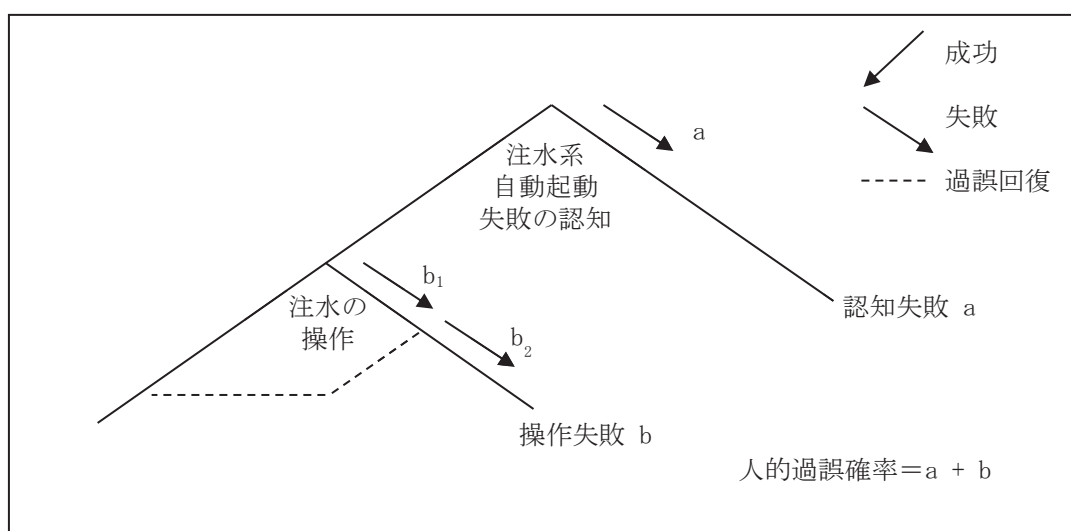 成功
失敗
過誤回復
a
注水系
自動起動
失敗の認知
b₁
注水の
操作
b₂
認知失敗 a
操作失敗 b
人的過誤確率＝a + b